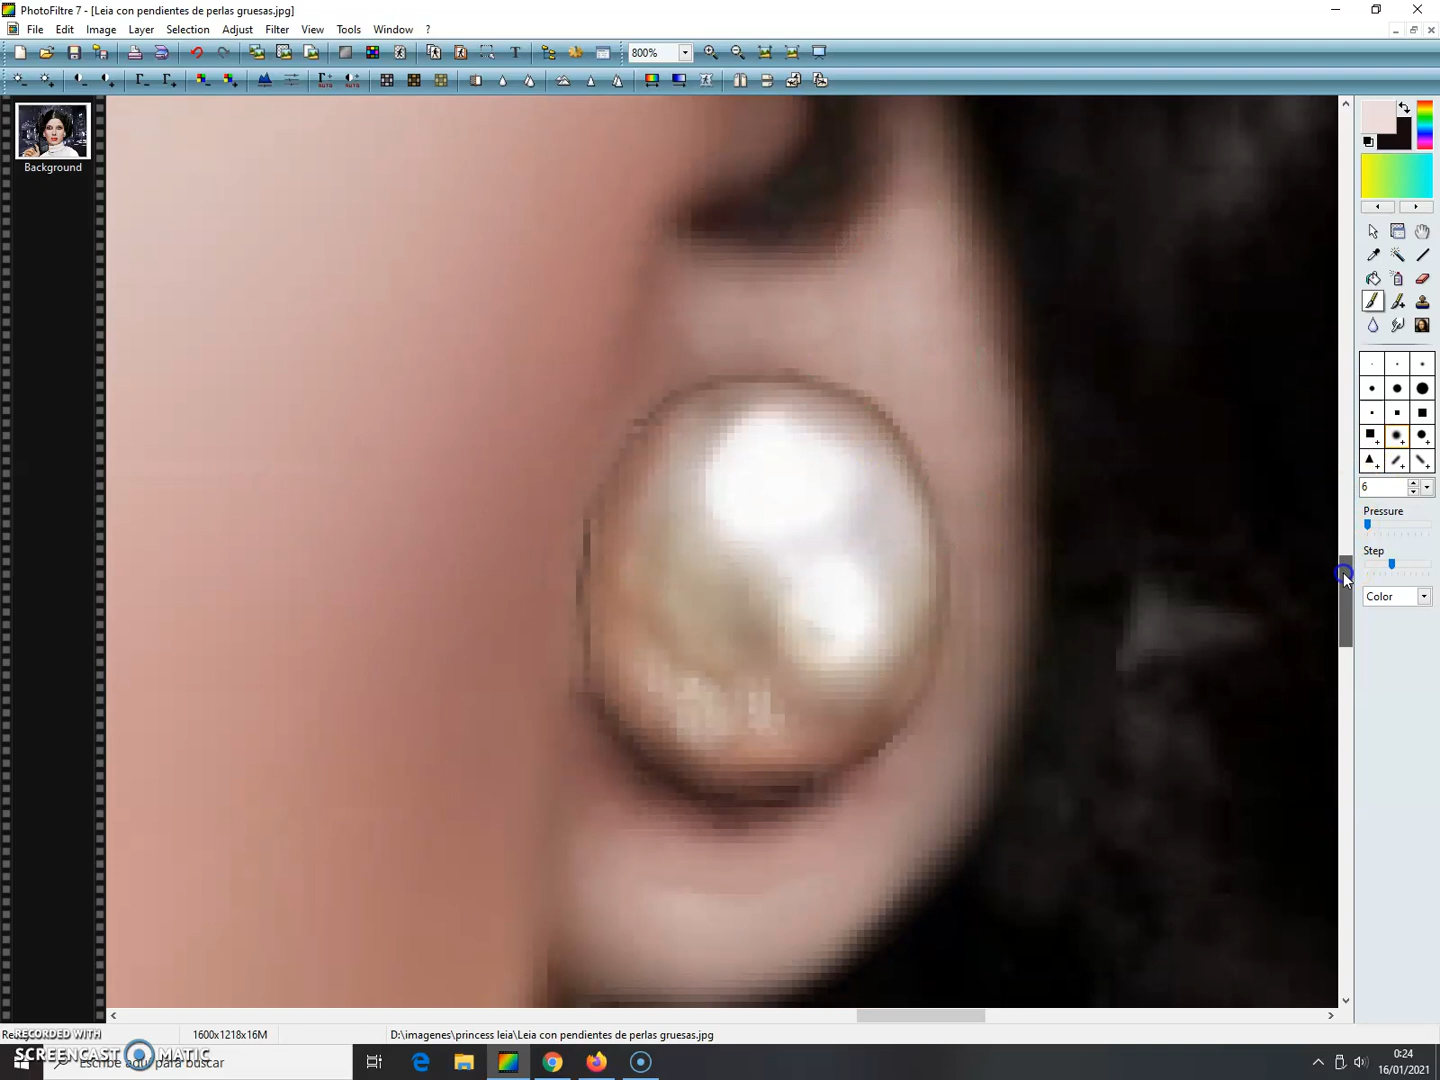 PhotoFiltre 7 - [Leia con pendientes de perlas gruesas.jpg]
File Edit Image Layer Selection Filter Adjust View Tools Window ?
800%
Background
6
Pressure
Step
Color
RECORDED WITH
SCREENCAST MATIC
1600x1218x16M
D:\imagenes\princess leia\Leia con pendientes de perlas gruesas.jpg
para buscar
0:24
16/01/2021